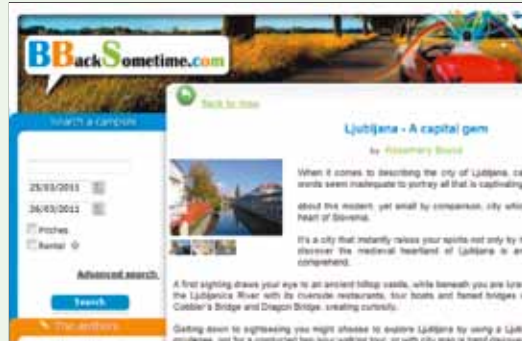 BBackSometime.com
Back to
Search a campsite
Ljubljana - A capital gem
by Rosemary
25/03/2011
26/03/2011
Pitches
Rental
Advanced search
Search
The authors
When it comes to describing the city of Ljubljana, ca
words seem inadequate to portray all that is captivating
about this modern, yet small by comparison, city whic
heart of Slovenia.
It's a city that instantly raises your spirits not only by
discover the medieval heartland of Ljubljana is an
comprehend.
A first sighting draws your eye to an ancient hilltop castle, while beneath you are lure
the Ljubljanica River with its riverside restaurants, tour boats and famed bridges
Cobbler's Bridge and Dragon Bridge, creating curiosity.
Getting down to sightseeing you might choose to explore Ljubljana by using a Ljub